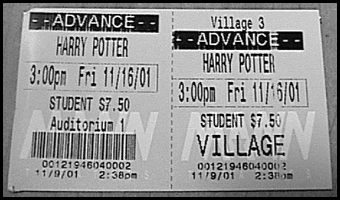 --ADVANCE--
HARRY POTTER
3:00pm Fri 11/16/01
STUDENT $7.50
Auditorium 1
00121946040002
11/9/01 2:36pm
Village 3
--ADVANCE--
HARRY POTTER
3:00pm Fri 11/16/01
STUDENT $7.50
VILLAGE
00121946040002
11/9/01 2:36pm